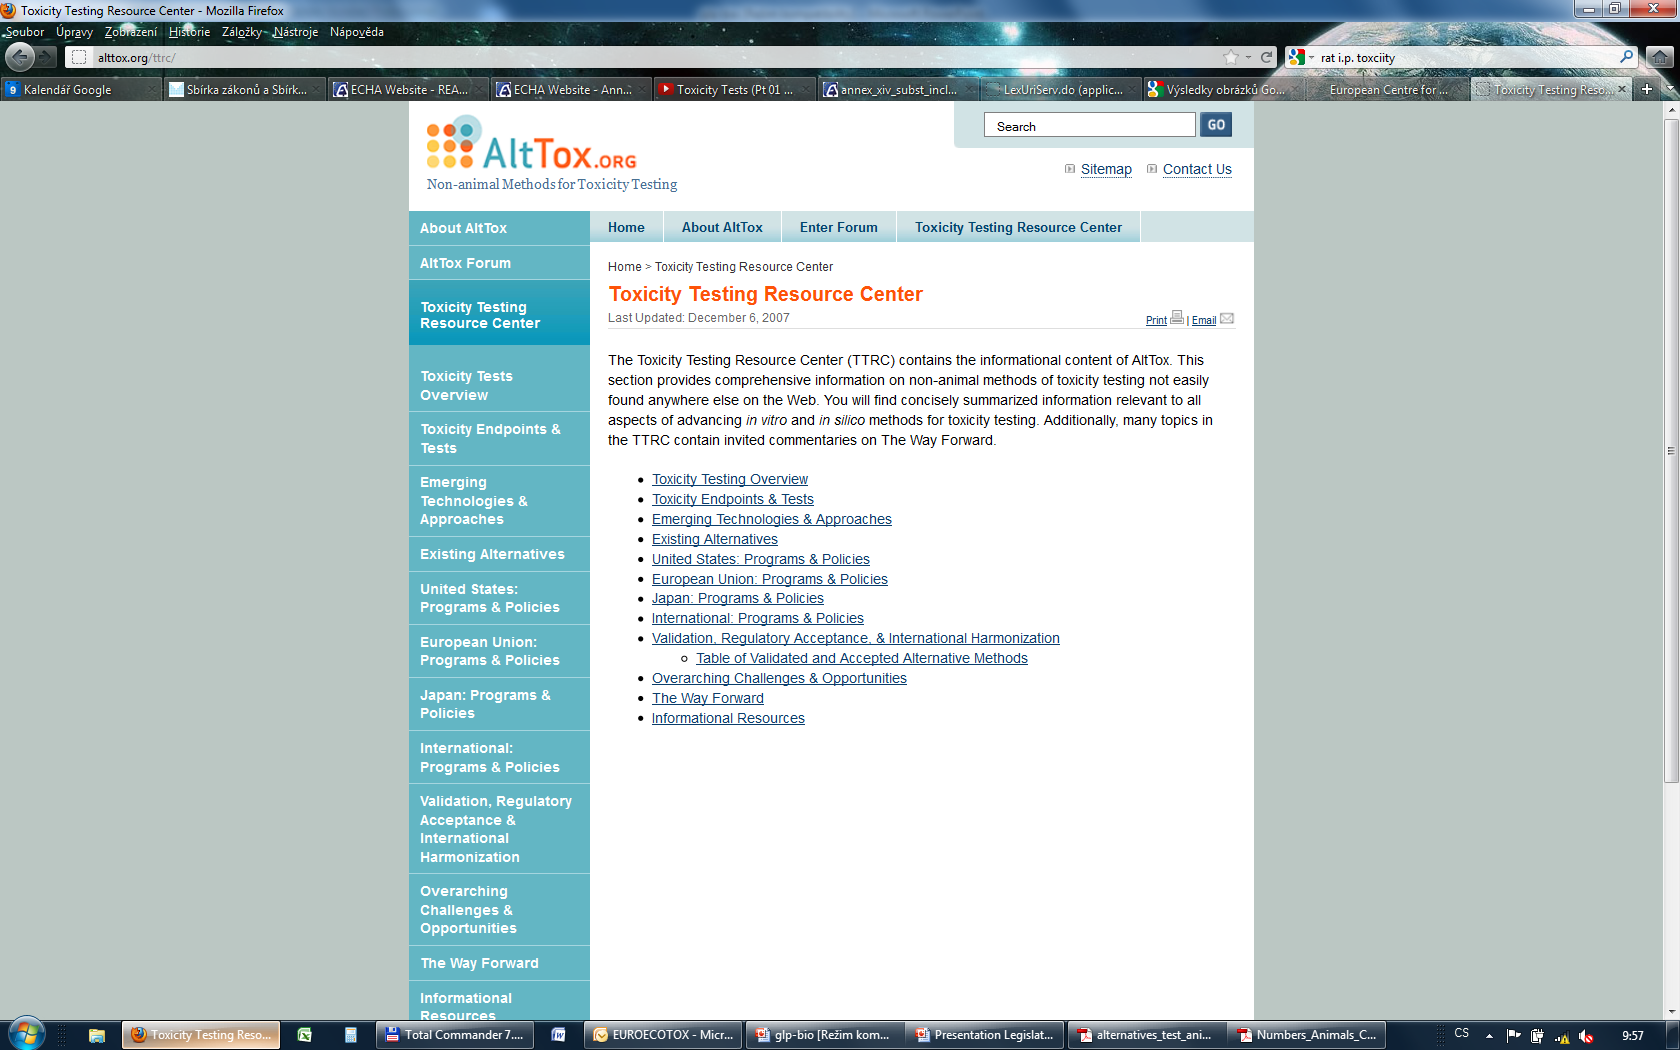 Toxicity Testing Resource Center - Mozilla Firefox
Soubor Úpravy Zobrazení Historie Záložky Nástroje Nápověda
alttox.org/ttrc/
rat i.p. toxciity
9 Kalendář Google
Sbírka zákonů a Sbírk...
ECHA Website - REA...
ECHA Website - Ann...
Toxicity Tests (Pt 01 ...
annex_xiv_subst_incl...
LexUriServ.do (applic...
Výsledky obrázků Go...
European Centre for ...
Toxicity Testing Reso...
AltTox.ORG
Non-animal Methods for Toxicity Testing
Search
GO
Sitemap
Contact Us
Home
About AltTox
Enter Forum
Toxicity Testing Resource Center
About AltTox
AltTox Forum
Toxicity Testing
Resource Center
Toxicity Tests
Overview
Toxicity Endpoints &
Tests
Emerging
Technologies &
Approaches
Existing Alternatives
United States:
Programs & Policies
European Union:
Programs & Policies
Japan: Programs &
Policies
International:
Programs & Policies
Validation, Regulatory
Acceptance &
International
Harmonization
Overarching
Challenges &
Opportunities
The Way Forward
Informational
Resources
Home > Toxicity Testing Resource Center
Toxicity Testing Resource Center
Last Updated: December 6, 2007
Print | Email
The Toxicity Testing Resource Center (TTRC) contains the informational content of AltTox. This
section provides comprehensive information on non-animal methods of toxicity testing not easily
found anywhere else on the Web. You will find concisely summarized information relevant to all
aspects of advancing in vitro and in silico methods for toxicity testing. Additionally, many topics in
the TTRC contain invited commentaries on The Way Forward.
Toxicity Testing Overview
Toxicity Endpoints & Tests
Emerging Technologies & Approaches
Existing Alternatives
United States: Programs & Policies
European Union: Programs & Policies
Japan: Programs & Policies
International: Programs & Policies
Validation, Regulatory Acceptance, & International Harmonization
Table of Validated and Accepted Alternative Methods
Overarching Challenges & Opportunities
The Way Forward
Informational Resources
Toxicity Testing Reso...
Total Commander 7....
EUROECOTOX - Micr...
glp-bio [Režim kom...
Presentation Legislat...
alternatives_test_ani...
Numbers_Animals_C...
CS
9:57